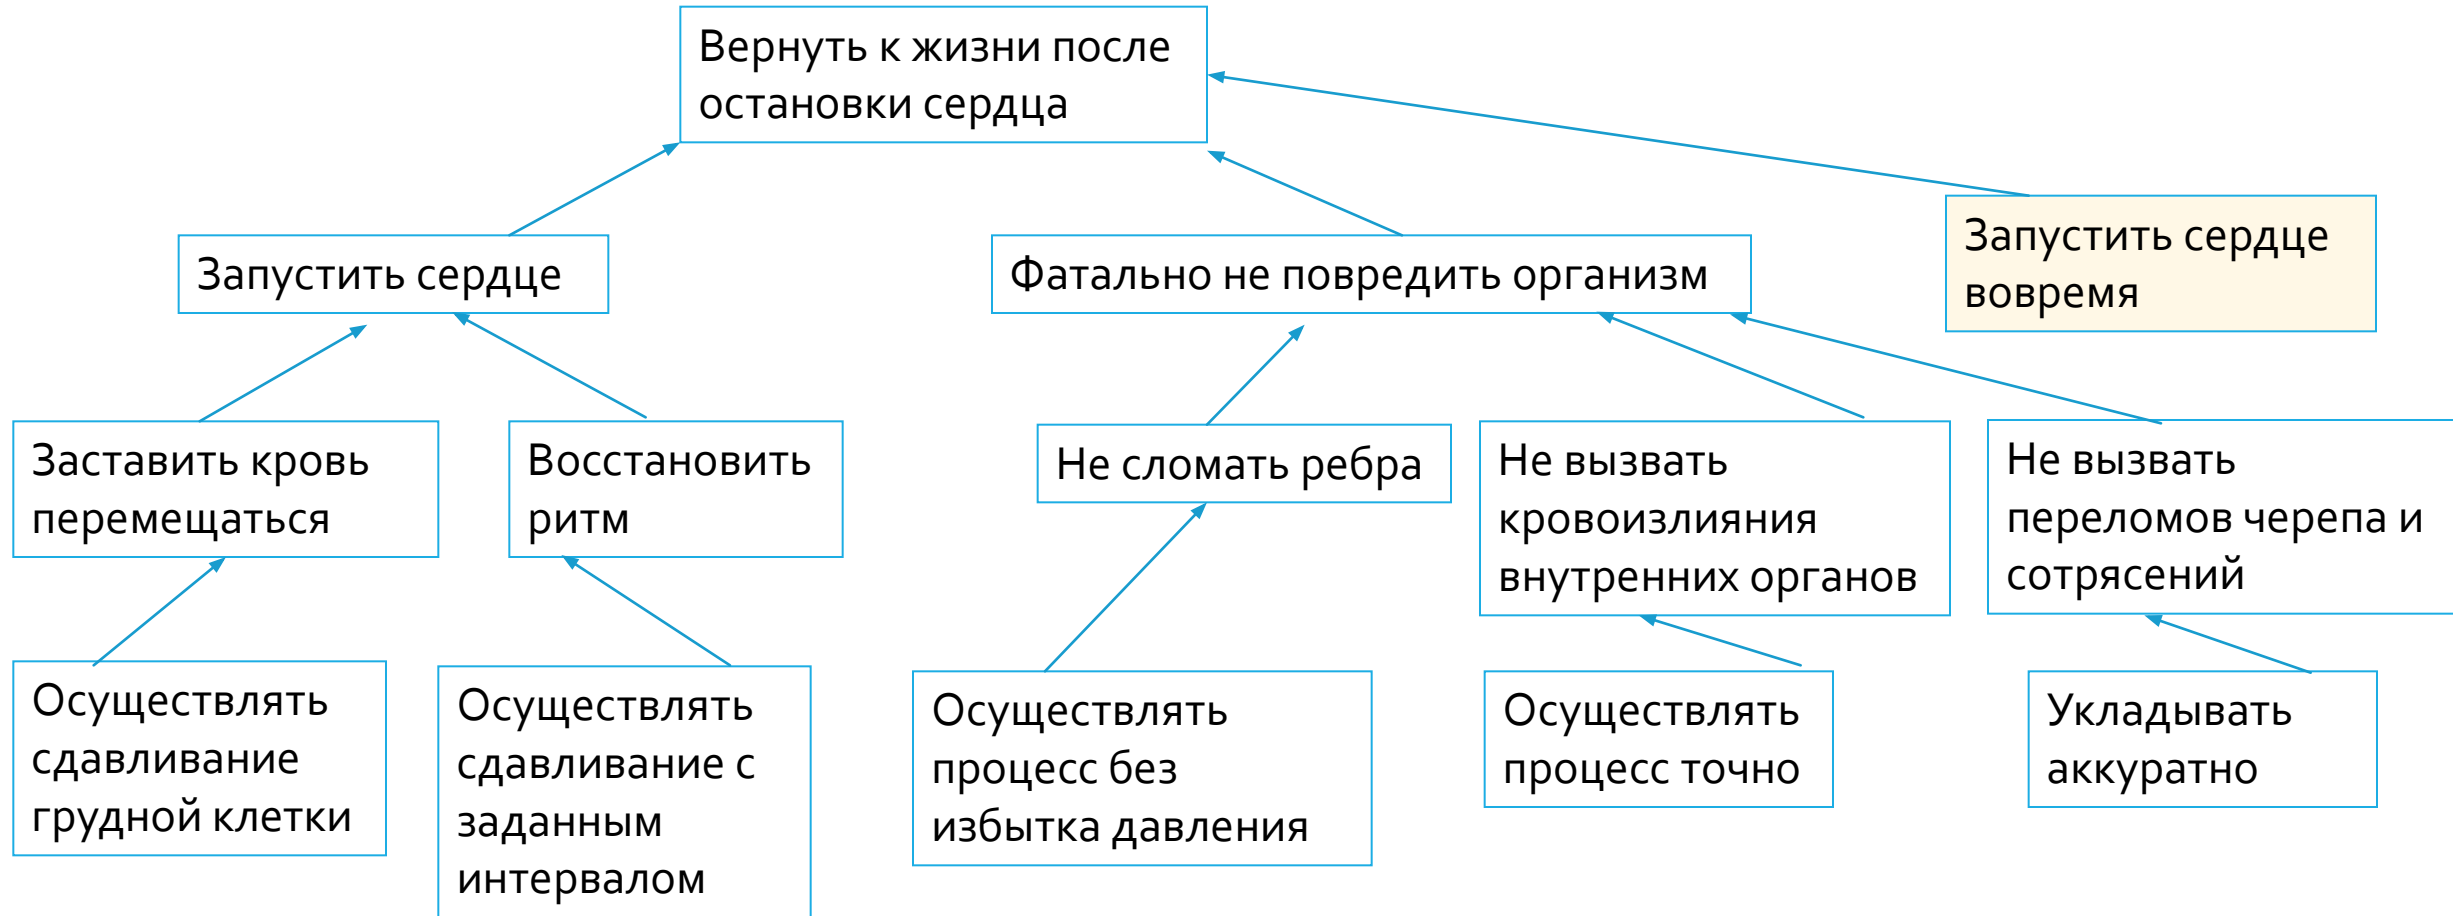 Вернуть к жизни после
остановки сердца
Запустить сердце
Фатально не повредить организм
Запустить сердце
вовремя
Заставить кровь
перемещаться
Восстановить
ритм
Не сломать ребра
Не вызвать
кровоизлияния
внутренних органов
Не вызвать
переломов черепа и
сотрясений
Осуществлять
сдавливание
грудной клетки
Осуществлять
сдавливание с
заданным
интервалом
Осуществлять
процесс без
избытка давления
Осуществлять
процесс точно
Укладывать
аккуратно